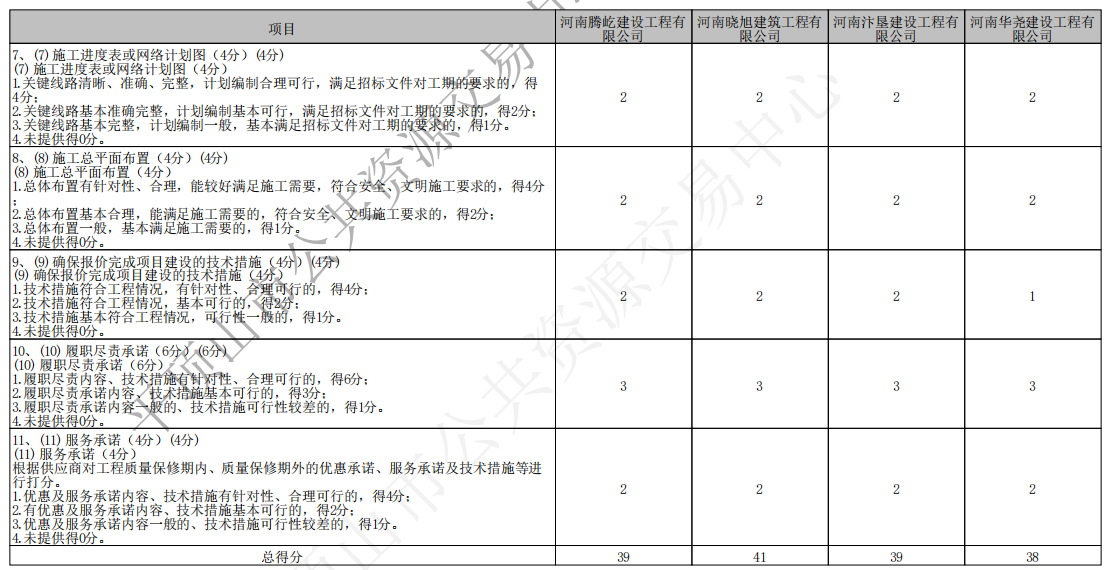 项目
河南腾屹建设工程有
限公司
河南晓旭建筑工程有
限公司
河南汴垦建设工程有
限公司
河南华尧建设工程有
限公司
7、(7)施工进度表或网络计划图（4分）(4分)
(7)施工进度表或网络计划图（4分）
1.关键线路清晰、准确、完整，计划编制合理可行，满足招标文件对工期的要求的，得
4分；
2.关键线路基本准确完整，计划编制基本可行，满足招标文件对工期的要求的，得2分；
3.关键线路基本完整，计划编制一般，基本满足招标文件对工期的要求的，得1分。
4.未提供得0分。
2
2
2
2
8、(8)施工总平面布置（4分）(4分)
(8)施工总平面布置（4分）
1.总体布置有针对性、合理，能较好满足施工需要，符合安全、文明施工要求的，得4分
；
2.总体布置基本合理，能满足施工需要的，符合安全、文明施工要求的，得2分；
3.总体布置一般，基本满足施工需要的，得1分。
4.未提供得0分。
2
2
2
2
9、(9)确保报价完成项目建设的技术措施（4分）(4分)
(9)确保报价完成项目建设的技术措施（4分）
1.技术措施符合工程情况，有针对性、合理可行的，得4分；
2.技术措施符合工程情况，基本可行的，得2分；
3.技术措施基本符合工程情况，可行性一般的，得1分。
4.未提供得0分。
2
2
2
1
10、(10)履职尽责承诺（6分）(6分)
(10)履职尽责承诺（6分）
1.履职尽责内容、技术措施有针对性、合理可行的，得6分；
2.履职尽责承诺内容、技术措施基本可行的，得3分；
3.履职尽责承诺内容一般的、技术措施可行性较差的，得1分。
4.未提供得0分。
3
3
3
3
11、(11)服务承诺（4分）(4分)
(11)服务承诺（4分）
根据供应商对工程质量保修期内、质量保修期外的优惠承诺、服务承诺及技术措施等进
行打分。
1.优惠及服务承诺内容、技术措施有针对性、合理可行的，得4分；
2.有优惠及服务承诺内容、技术措施基本可行的，得2分；
3.优惠及服务承诺内容一般的、技术措施可行性较差的，得1分。
4.未提供得0分。
2
2
2
2
总得分
39
41
39
38
平顶山市公共资源交易中
山市公共资源交易中心